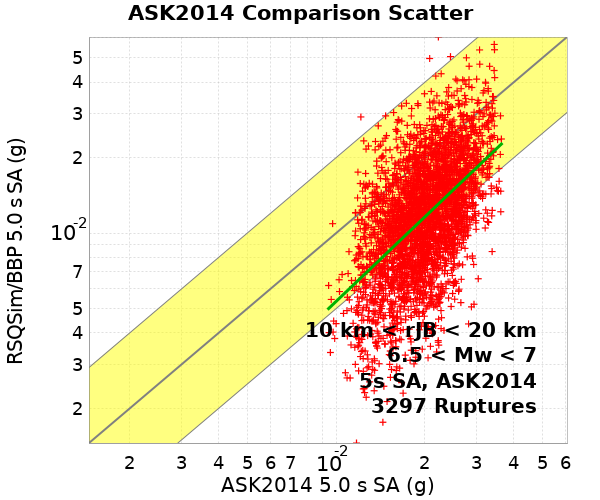 ASK2014 Comparison Scatter
RSQSim/BBP 5.0 s SA (g)
5
4
3
2
10-2
7
5
4
3
2
10 km < rJB < 20 km
6.5 < Mw < 7
5s SA, ASK2014
3297 Ruptures
2 3 4 5 6 7 10-2 2 3 4 5 6
ASK2014 5.0 s SA (g)